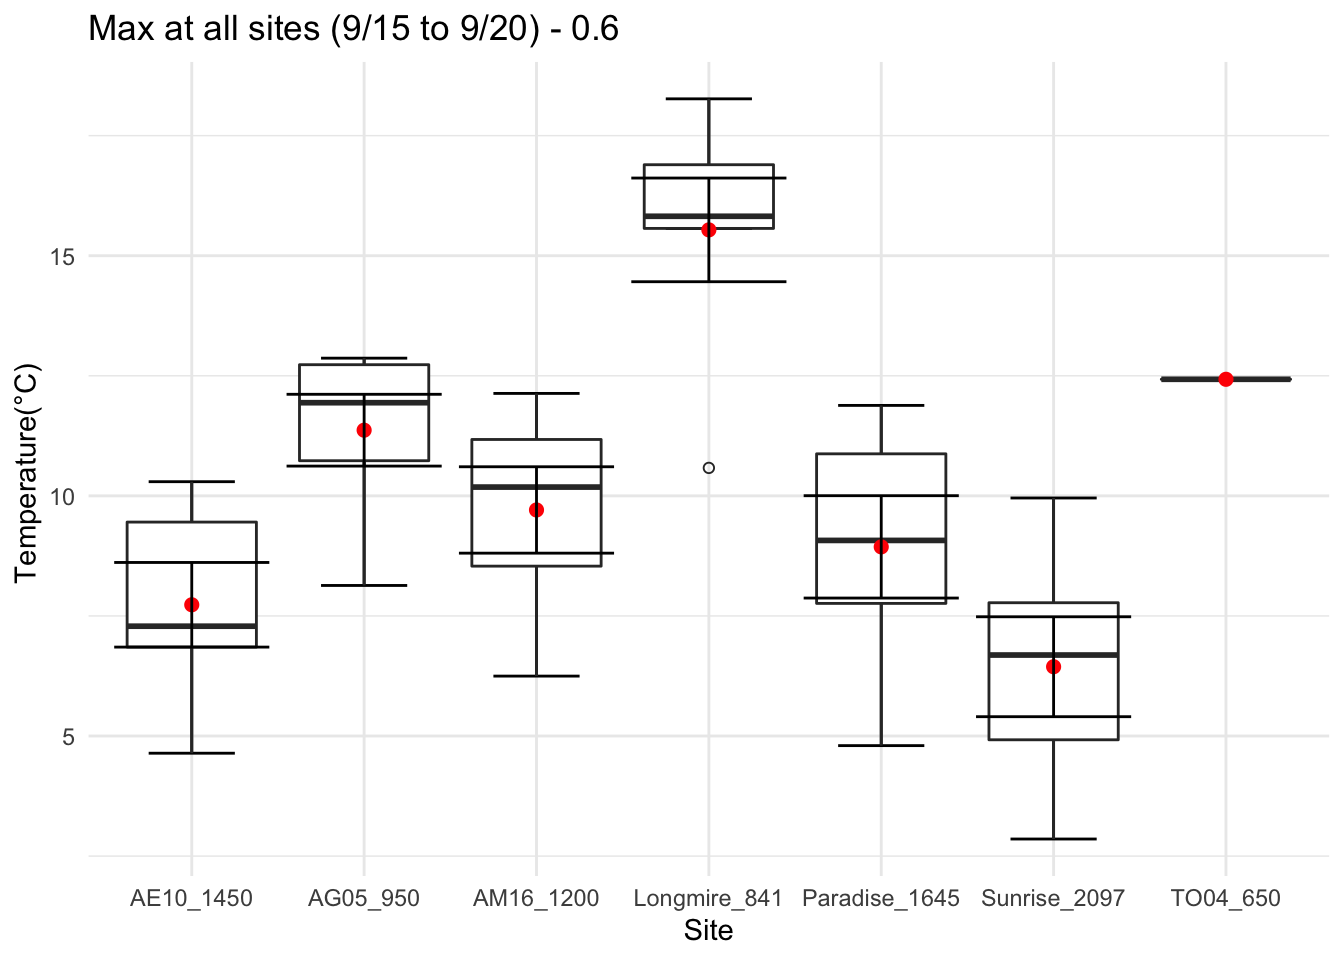 Max at all sites (9/15 to 9/20) - 0.6
Temperature(°C)
15
10
5
AE10_1450 AG05_950 AM16_1200 Longmire_841 Paradise_1645 Sunrise_2097 TO04_650
Site